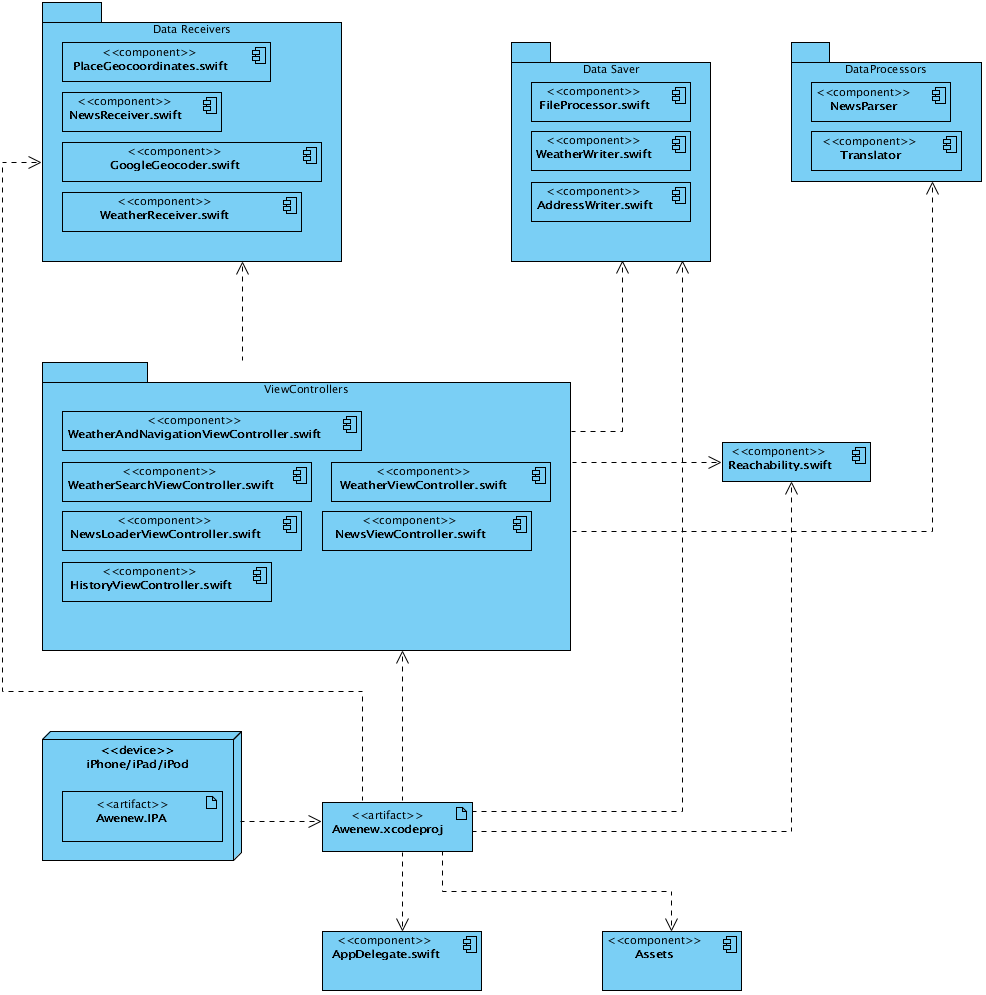 Data Receivers
<<component>>
PlaceGeocoordinates.swift
<<component>>
NewsReceiver.swift
<<component>>
GoogleGeocoder.swift
<<component>>
WeatherReceiver.swift
Data Saver
<<component>>
FileProcessor.swift
<<component>>
WeatherWriter.swift
<<component>>
AddressWriter.swift
DataProcessors
<<component>>
NewsParser
<<component>>
Translator
ViewControllers
<<component>>
WeatherAndNavigationViewController.swift
<<component>>
WeatherSearchViewController.swift
<<component>>
WeatherViewController.swift
<<component>>
NewsLoaderViewController.swift
<<component>>
NewsViewController.swift
<<component>>
HistoryViewController.swift
<<component>>
Reachability.swift
<<device>>
iPhone/iPad/iPod
<<artifact>>
Awenew.IPA
<<artifact>>
Awenew.xcodeproj
<<component>>
AppDelegate.swift
<<component>>
Assets